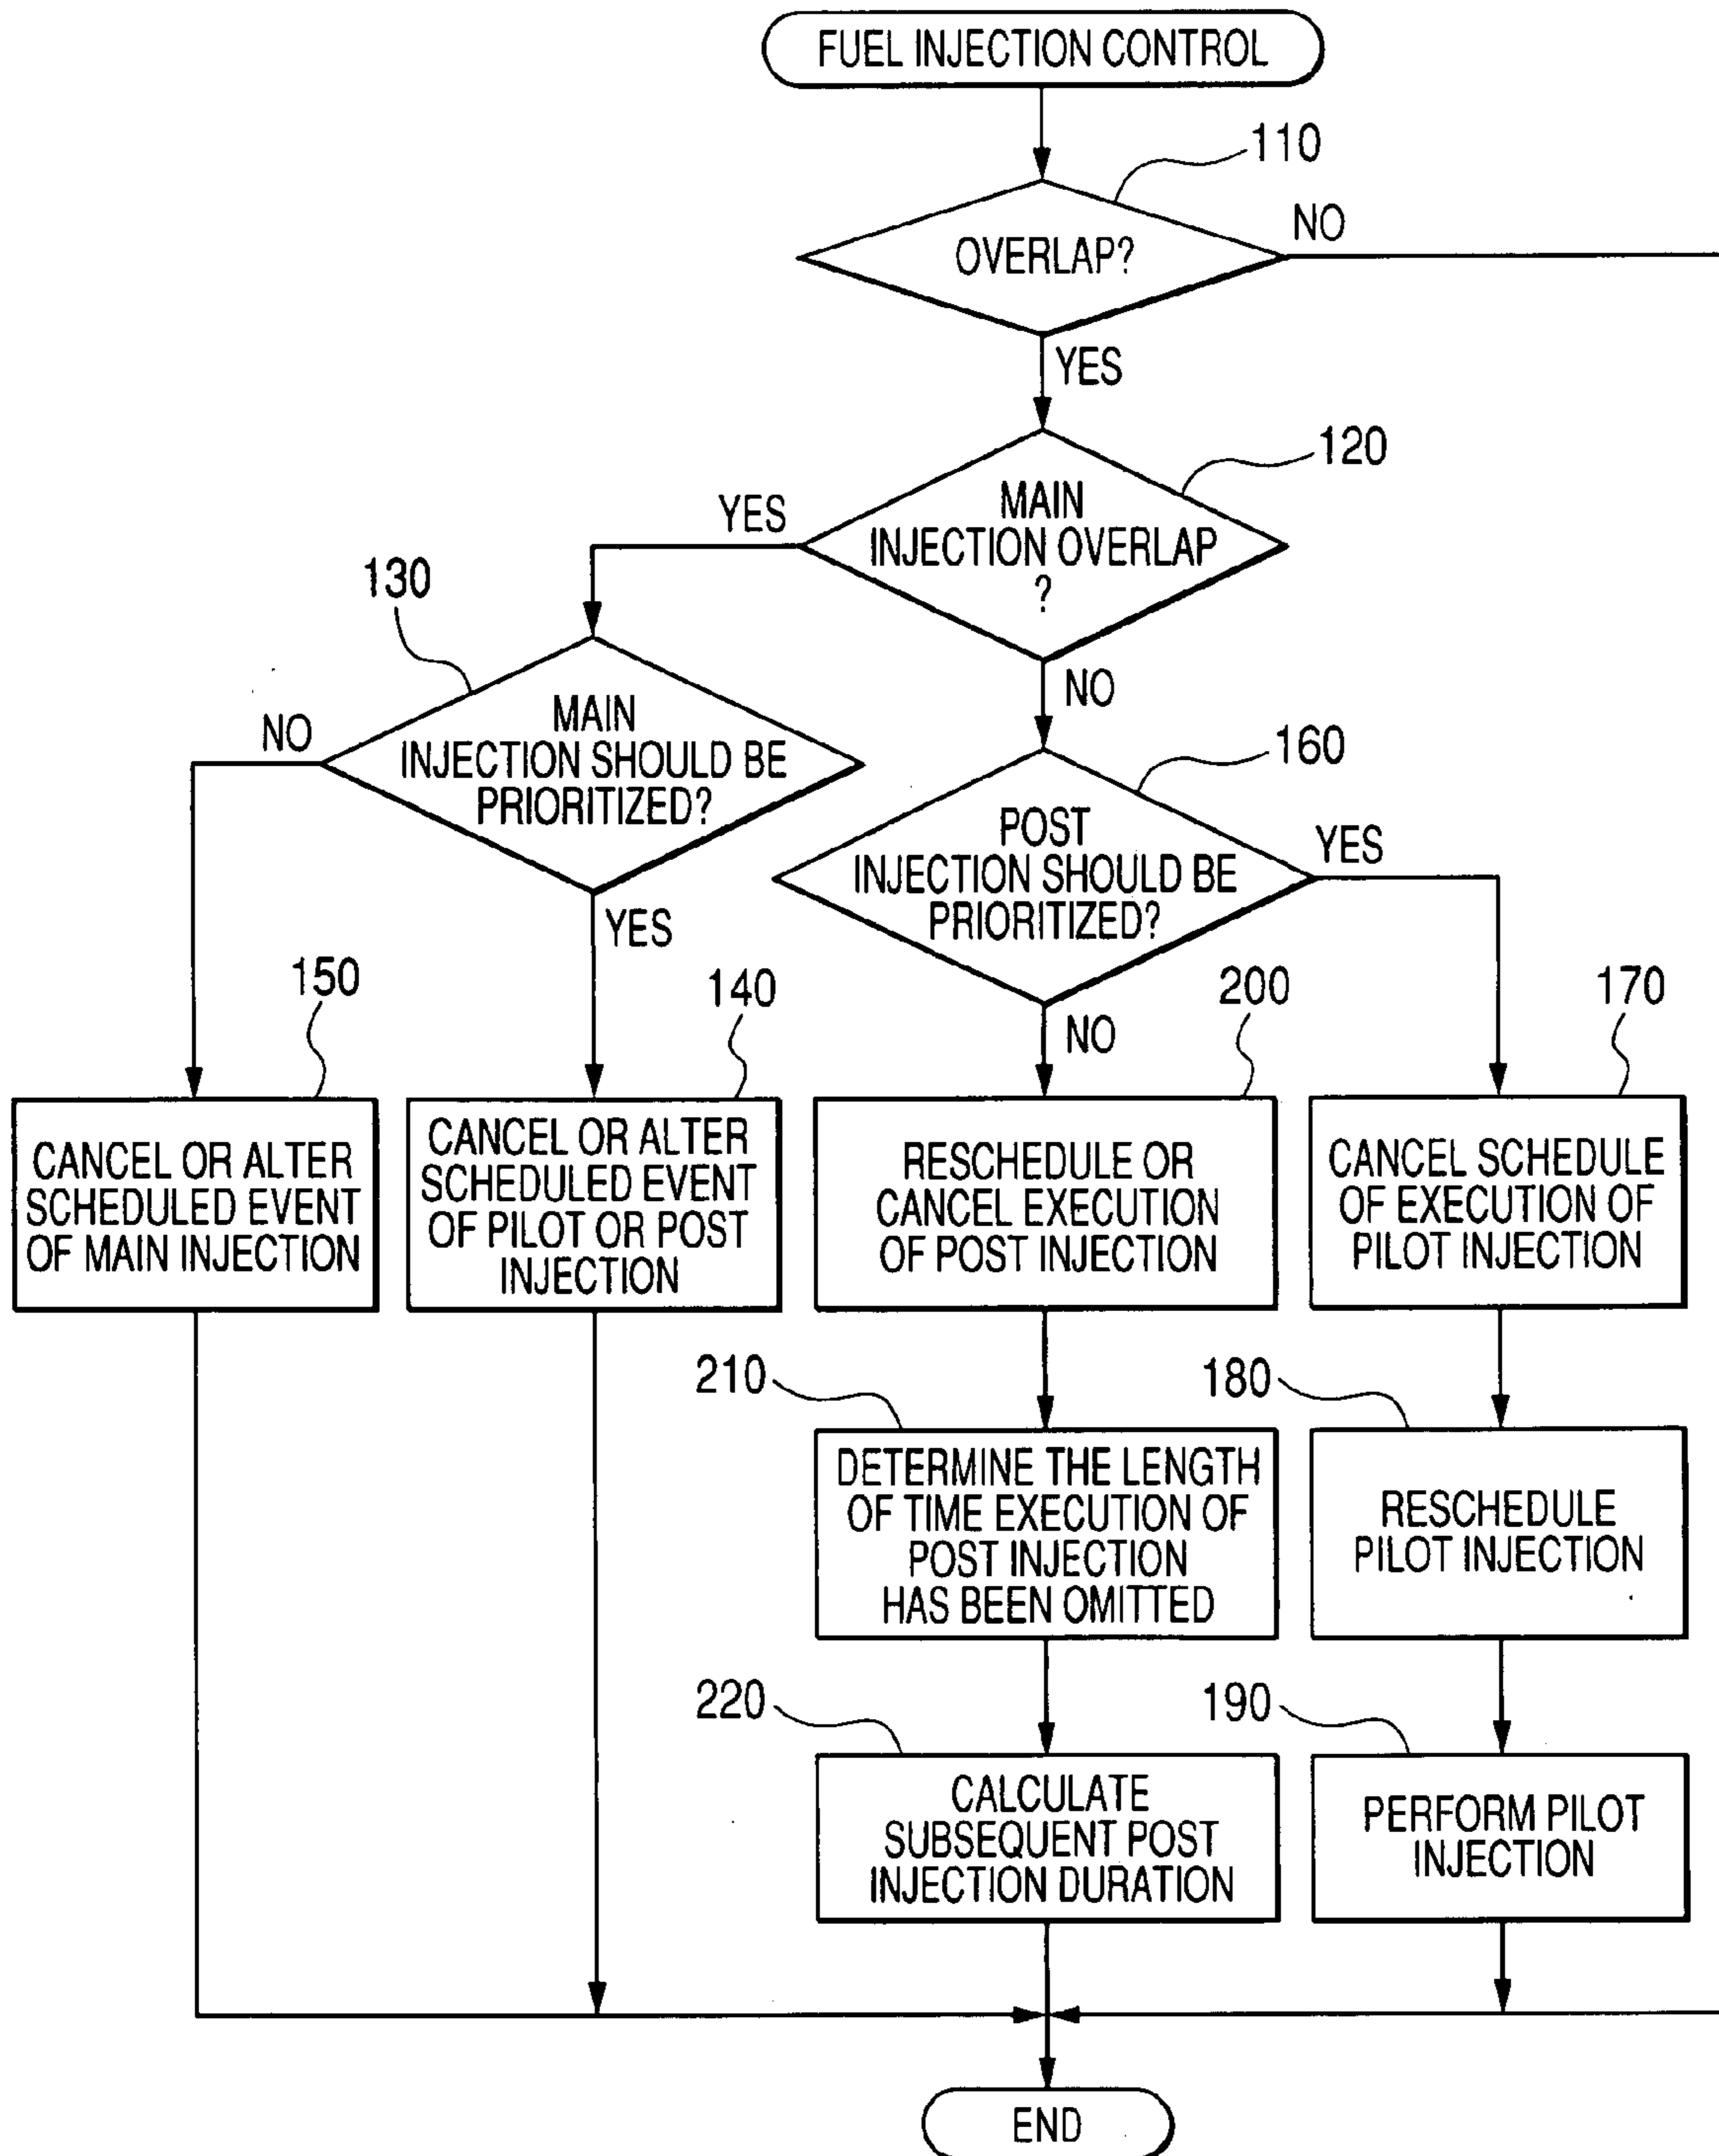 FUEL INJECTION CONTROL
110
OVERLAP?
NO
YES
120
MAIN
INJECTION OVERLAP
?
YES
NO
130
MAIN
INJECTION SHOULD BE
PRIORITIZED?
NO
YES
160
POST
INJECTION SHOULD BE
PRIORITIZED?
YES
NO
150
CANCEL OR ALTER
SCHEDULED EVENT
OF MAIN INJECTION
140
CANCEL OR ALTER
SCHEDULED EVENT
OF PILOT OR POST
INJECTION
200
RESCHEDULE OR
CANCEL EXECUTION
OF POST INJECTION
170
CANCEL SCHEDULE
OF EXECUTION OF
PILOT INJECTION
210
DETERMINE THE LENGTH
OF TIME EXECUTION OF
POST INJECTION
HAS BEEN OMITTED
180
RESCHEDULE
PILOT INJECTION
220
CALCULATE
SUBSEQUENT POST
INJECTION DURATION
190
PERFORM PILOT
INJECTION
END